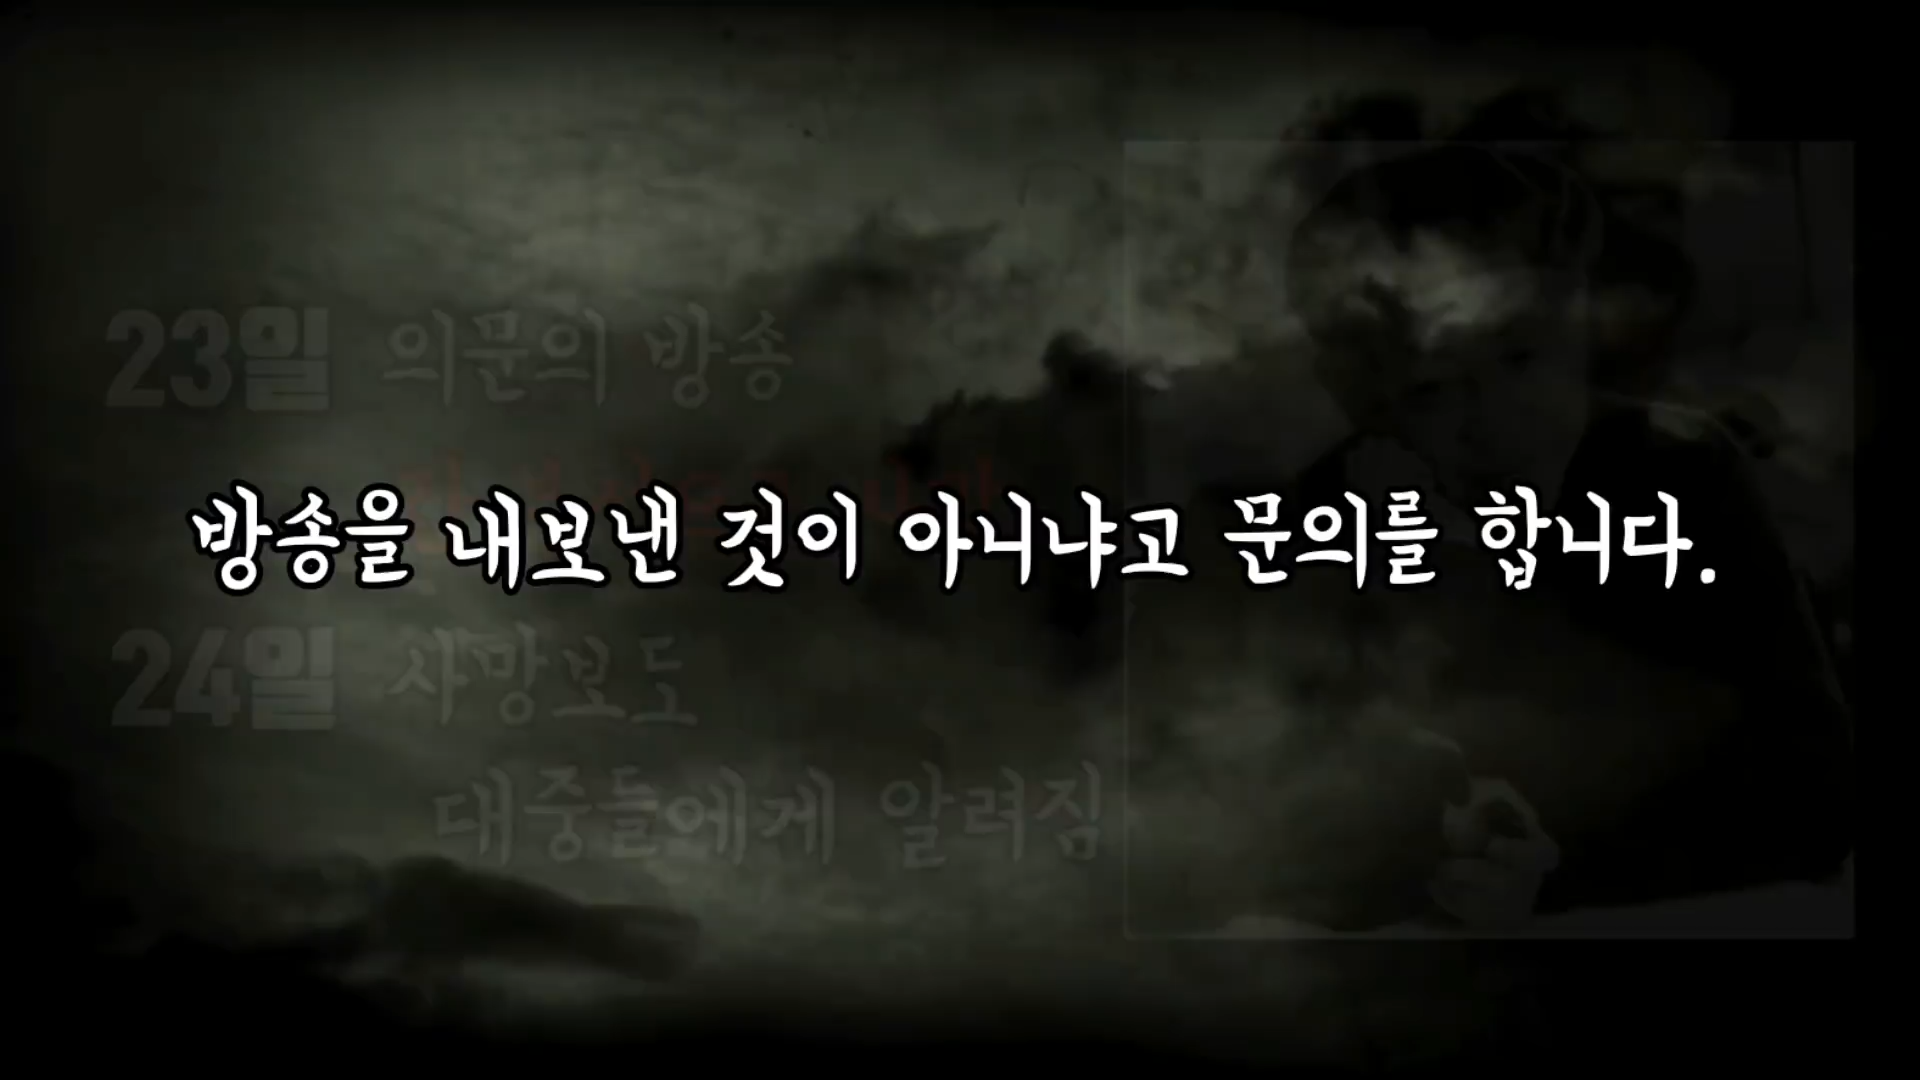 23일 의문의 방송
방송을 내보낸 것이 아니냐고 문의를 합니다.
24일 사망보도
대중들에게 알려짐